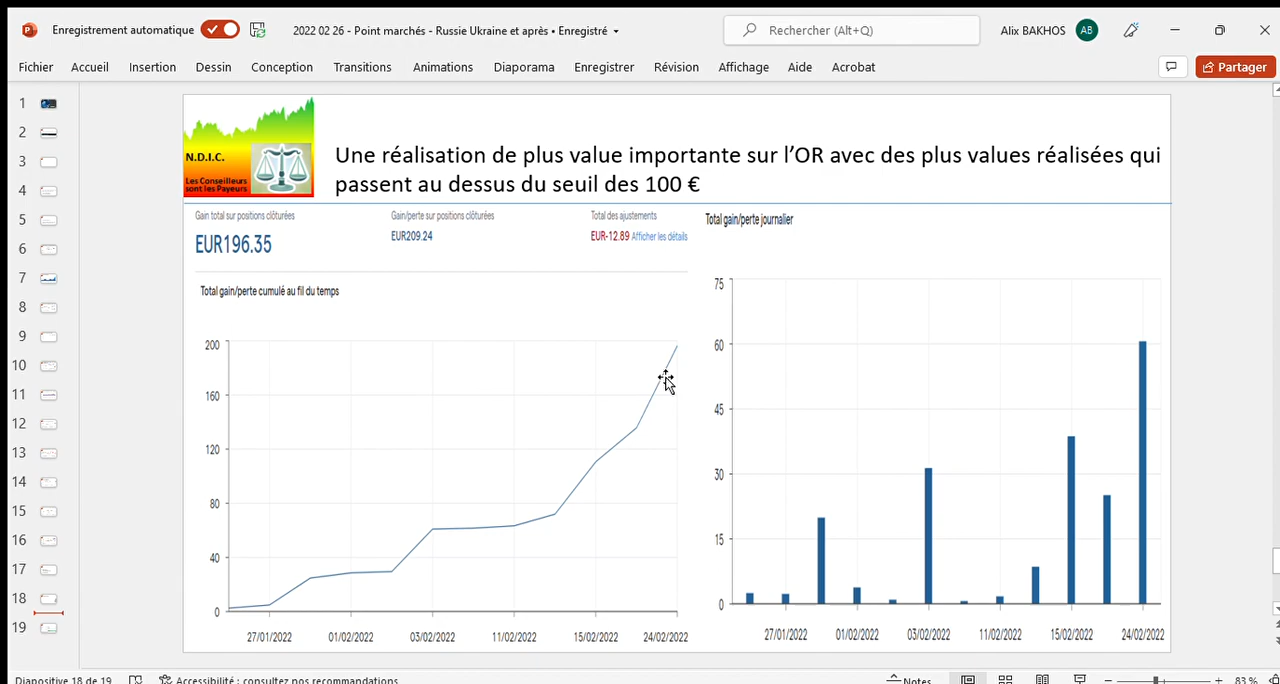 Enregistrement automatique
2022 02 26 - Point marchés - Russie Ukraine et après • Enregistré
Rechercher (Alt+Q)
Alix BAKHOS AB
Fichier Accueil Insertion Dessin Conception Transitions Animations Diaporama Enregistrer Révision Affichage Aide Acrobat
Partager
1
2
3
4
5
6
7
8
9
10
11
12
13
14
15
16
17
18
19
N.D.I.C.
Les Conseilleurs
sont les Payeurs
Une réalisation de plus value importante sur l'OR avec des plus values réalisées qui
passent au dessus du seuil des 100 €
Gain total sur positions clôturées
EUR196.35
Gain/perte sur positions clôturées
EUR209.24
Total des ajustements
EUR-12.89 Afficher les détails
Total gain/perte cumulé au fil du temps
200
160
120
80
40
0
27/01/2022 01/02/2022 03/02/2022 11/02/2022 15/02/2022 24/02/2022
Total gain/perte journalier
75
60
45
30
15
0
27/01/2022 01/02/2022 03/02/2022 11/02/2022 15/02/2022 24/02/2022
Diapositive 18 de 19
Accessibilité : consultez nos recommandations
Notes
83 %